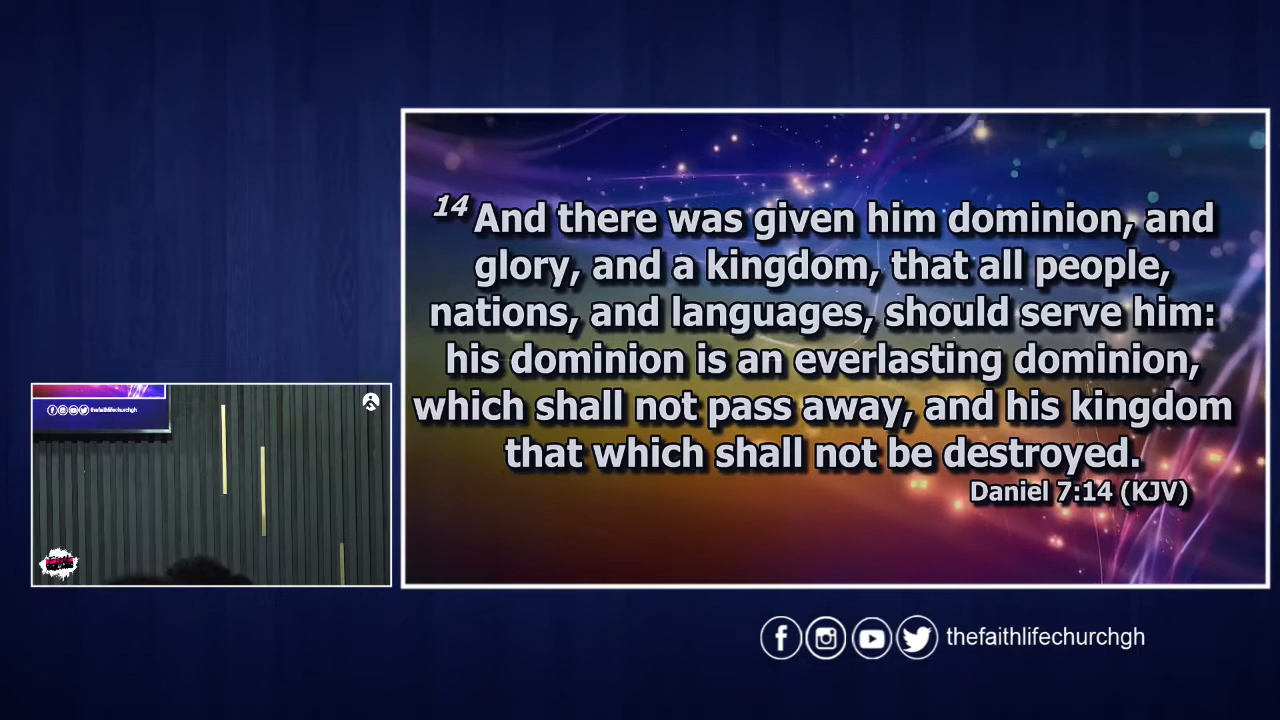 14 And there was given him dominion, and
glory, and a kingdom, that all people,
nations, and languages, should serve him:
his dominion is an everlasting dominion,
which shall not pass away, and his kingdom
that which shall not be destroyed.
Daniel 7:14 (KJV)
thefaithlifechurchgh
thefaithlifechurchgh